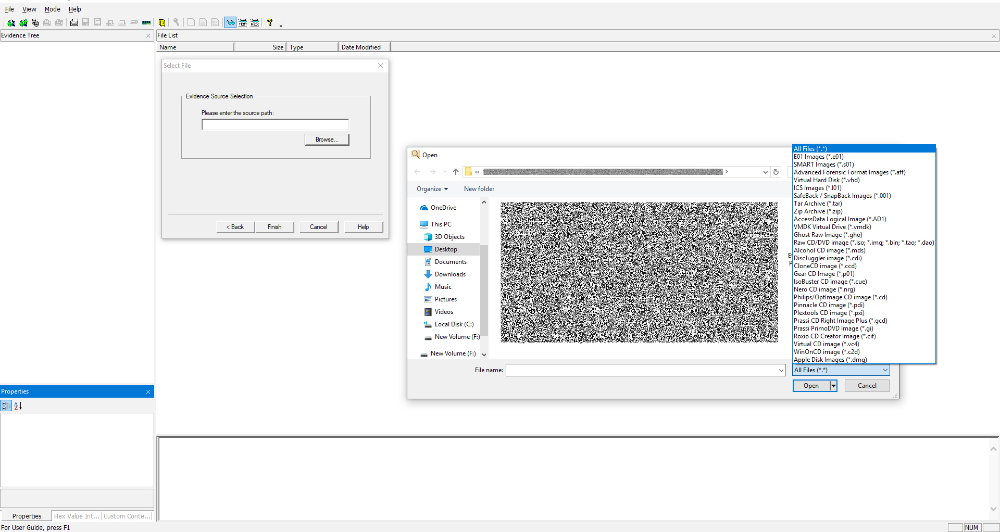 File View Mode Help
Evidence Tree
File List
Name Size Type Date Modified
Select File
Evidence Source Selection
Please enter the source path:
Browse...
< Back Finish Cancel Help
Open
Organize New folder
OneDrive
This PC
3D Objects
Desktop
Documents
Downloads
Music
Pictures
Videos
Local Disk (C:)
New Volume (F:)
New Volume (F:)
File name:
All Files (*.*)
E01 Images (*.e01)
SMART Images (*.s01)
Advanced Forensic Format Images (*.aff)
Virtual Hard Disk (*.vhd)
ICS Images (*.l01)
SafeBack / SnapBack Images (*.001)
Tar Archive (*.tar)
Zip Archive (*.zip)
AccessData Logical Image (*.AD1)
VMDK Virtual Drive (*.vmdk)
Ghost Raw Image (*.gho)
Raw CD/DVD image (*.iso; *.img; *.bin; *.tao; *.dao)
Alcohol CD image (*.mds)
DiscJuggler image (*.cdi)
CloneCD image (*.ccd)
Gear CD Image (*.p01)
IsoBuster CD image (*.cue)
Nero CD image (*.nrg)
Philips/OptImage CD image (*.cd)
Pinnacle CD image (*.pdi)
Plextools CD image (*.pxi)
Prassi CD Right Image Plus (*.gcd)
Prassi PrimoDVD Image (*.gi)
Roxio CD Creator Image (*.cif)
Virtual CD image (*.vc4)
WinOnCD image (*.c2d)
Apple Disk Images (*.dmg)
All Files (*.*)
Open Cancel
Properties
Properties Hex Value Int... Custom Conte...
For User Guide, press F1
NUM